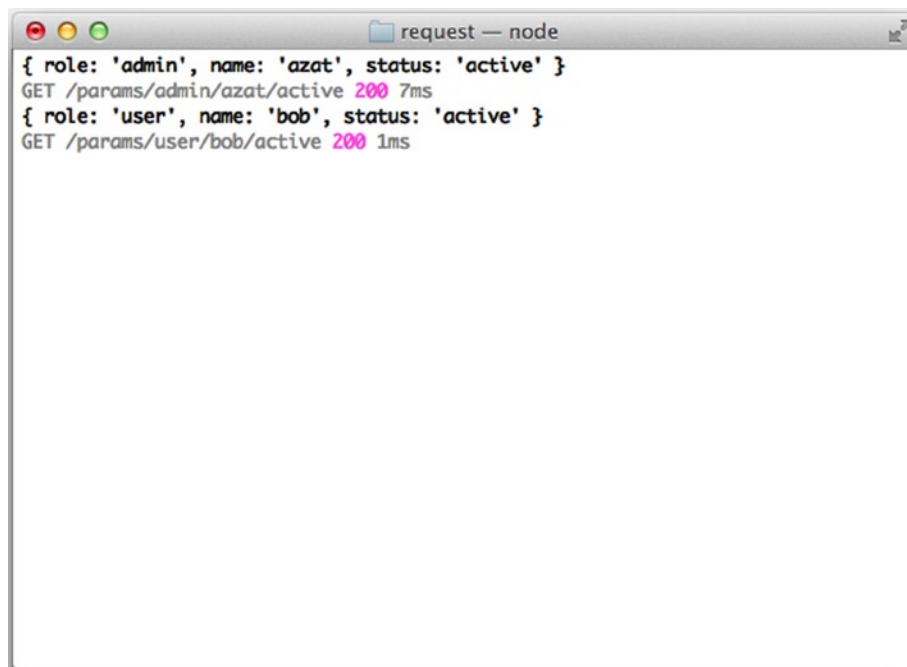 request — node
{ role: 'admin', name: 'azat', status: 'active' }
GET /params/admin/azat/active 200 7ms
{ role: 'user', name: 'bob', status: 'active' }
GET /params/user/bob/active 200 1ms